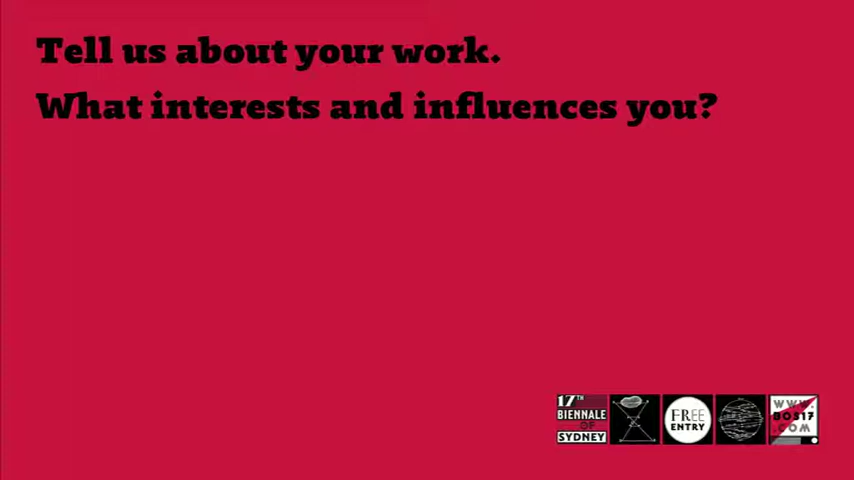 Tell us about your work.
What interests and influences you?
17TH
BIENNALE
OF
SYDNEY
FREE
ENTRY
WWW.
BOS17
.COM